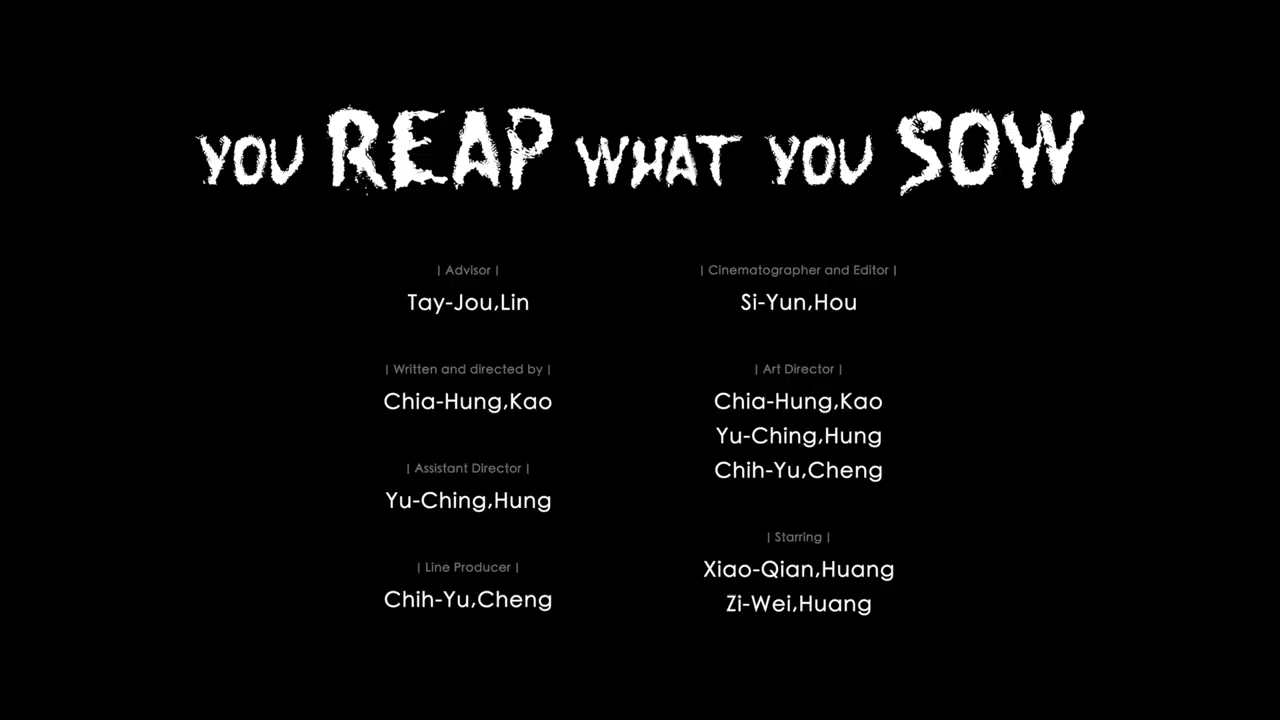 YOU REAP WHAT YOU SOW
| Advisor |
Tay-Jou,Lin
| Written and directed by |
Chia-Hung,Kao
| Assistant Director |
Yu-Ching,Hung
| Line Producer |
Chih-Yu,Cheng
| Cinematographer and Editor |
Si-Yun,Hou
| Art Director |
Chia-Hung,Kao
Yu-Ching,Hung
Chih-Yu,Cheng
| Starring |
Xiao-Qian,Huang
Zi-Wei,Huang